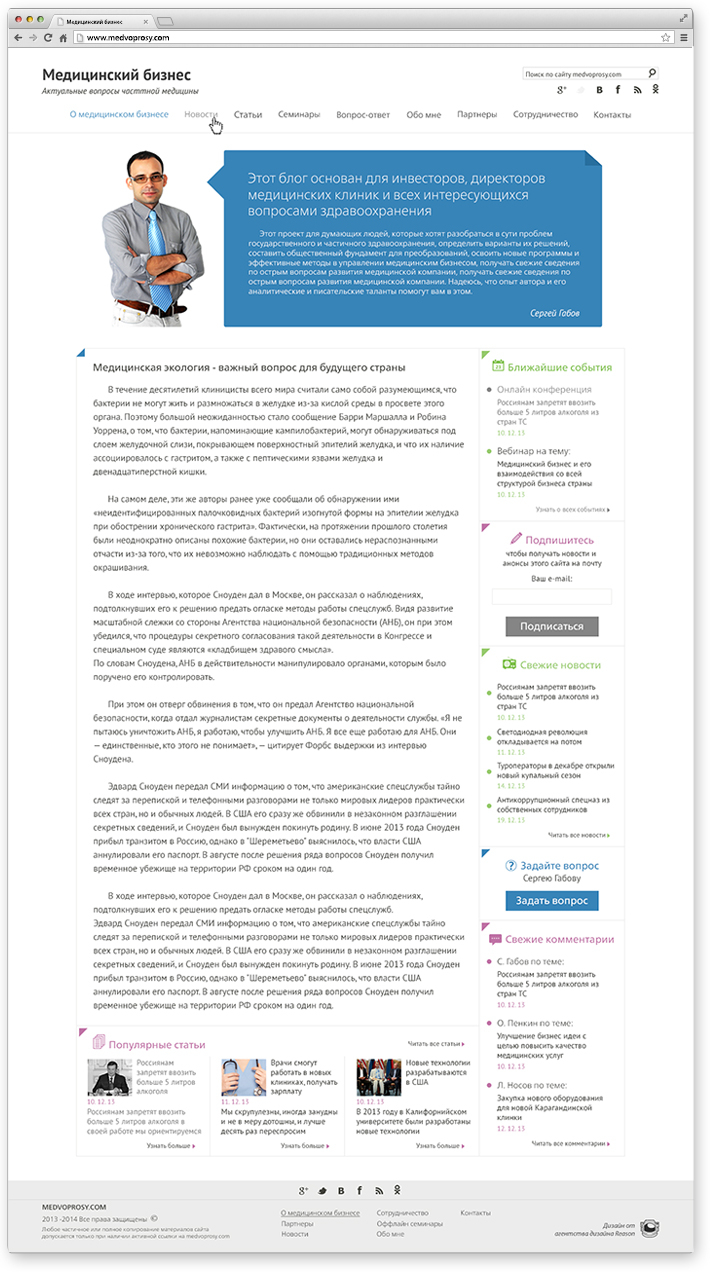 Медицинский бизнес
www.medvoprosy.com
Медицинский бизнес
Актуальные вопросы частной медицины
Поиск по сайту medvoprosy.com
g+ B f
О медицинском бизнесе Новости Статьи Семинары Вопрос-ответ Обо мне Партнеры Сотрудничество Контакты
Этот блог основан для инвесторов, директоров
медицинских клиник и всех интересующихся
вопросами здравоохранения
Этот проект для думающих людей, которые хотят разобраться в сути проблем
государственного и частичного здравоохранения, определить варианты их решений,
составить общественный фундамент для преобразований, освоить новые программы и
эффективные методы в управлении медицинским бизнесом, получать свежие сведения
по острым вопросам развития медицинской компании, получать свежие сведения по
острым вопросам развития медицинской компании. Надеюсь, что опыт автора и его
аналитические и писательские таланты помогут вам в этом.
Сергей Габов
Медицинская экология - важный вопрос для будущего страны
В течение десятилетий клиницисты всего мира считали само собой разумеющимся, что
бактерии не могут жить и размножаться в желудке из-за кислой среды в просвете этого
органа. Поэтому большой неожиданностью стало сообщение Барри Маршалла и Робина
Уоррена, о том, что бактерии, напоминающие кампилобактерий, могут обнаруживаться под
слоем желудочной слизи, покрывающем поверхностный эпителий желудка, и что их наличие
ассоциировалось с гастритом, а также с пептическими язвами желудка и
двенадцатиперстной кишки.
На самом деле, эти же авторы ранее уже сообщали об обнаружении ими
«неидентифицированных палочковидных бактерий изогнутой формы на эпителии желудка
при обострении хронического гастрита». Фактически, на протяжении прошлого столетия
были неоднократно описаны похожие бактерии, но они оставались нераспознанными
отчасти из-за того, что их невозможно наблюдать с помощью традиционных методов
окрашивания.
В ходе интервью, которое Сноуден дал в Москве, он рассказал о наблюдениях,
подтолкнувших его к решению предать огласке методы работы спецслужб. Видя развитие
масштабной слежки со стороны Агентства национальной безопасности (АНБ), он при этом
убедился, что процедуры секретного согласования такой деятельности в Конгрессе и
специальном суде являются «кладбищем здравого смысла».
По словам Сноудена, АНБ в действительности манипулировало органами, которым было
поручено его контролировать.
При этом он отверг обвинения в том, что он предал Агентство национальной
безопасности, когда отдал журналистам секретные документы о деятельности службы. «Я не
пытаюсь уничтожить АНБ, я работаю, чтобы улучшить АНБ. Я все еще работаю для АНБ. Они
— единственные, кто этого не понимает», — цитирует Форбс выдержки из интервью
Сноудена.
Эдвард Сноуден передал СМИ информацию о том, что американские спецслужбы тайно
следят за перепиской и телефонными разговорами не только мировых лидеров практически
всех стран, но и обычных людей. В США его сразу же обвинили в незаконном разглашении
секретных сведений, и Сноуден был вынужден покинуть родину. В июне 2013 года Сноуден
прибыл транзитом в Россию, однако в "Шереметьево" выяснилось, что власти США
аннулировали его паспорт. В августе после решения ряда вопросов Сноуден получил
временное убежище на территории РФ сроком на один год.
В ходе интервью, которое Сноуден дал в Москве, он рассказал о наблюдениях,
подтолкнувших его к решению предать огласке методы работы спецслужб.
Эдвард Сноуден передал СМИ информацию о том, что американские спецслужбы тайно
следят за перепиской и телефонными разговорами не только мировых лидеров практически
всех стран, но и обычных людей. В США его сразу же обвинили в незаконном разглашении
секретных сведений, и Сноуден был вынужден покинуть родину. В июне 2013 года Сноуден
прибыл транзитом в Россию, однако в "Шереметьево" выяснилось, что власти США
аннулировали его паспорт. В августе после решения ряда вопросов Сноуден получил
временное убежище на территории РФ сроком на один год.
Ближайшие события
Онлайн конференция
Россиянам запретят ввозить
больше 5 литров алкоголя из
стран ТС
10. 12. 13
Вебинар на тему:
Медицинский бизнес и его
взаимодействия со всей
структурой бизнеса страны
10. 12. 13
Узнать о всех событиях
Подпишитесь
чтобы получать новости и
анонсы этого сайта на почту
Ваш e-mail:
Подписаться
Свежие новости
Россиянам запретят ввозить
больше 5 литров алкоголя из
стран ТС
10. 12. 13
Светодиодная революция
откладывается на потом
11. 12. 13
Туроператоры в декабре открыли
новый купальный сезон
14. 12. 13
Антикоррупционный спецназ из
собственных сотрудников
19. 12. 13
Читать все новости
Задайте вопрос
Сергею Габову
Задать вопрос
Свежие комментарии
С. Габов по теме:
Россиянам запретят ввозить
больше 5 литров алкоголя из
стран ТС
10. 12. 13
О. Пенкин по теме:
Улучшение бизнес идеи с
целью повысить качество
медицинских услуг
10. 12. 13
Л. Носов по теме:
Закупка нового оборудования
для новой Карагандинской
клинки
12. 12. 13
Читать все комментарии
Популярные статьи
Читать все статьи
Россиянам
запретят ввозить
больше 5 литров
алкоголя
10. 12. 13
Россиянам запретят ввозить
больше 5 литров алкоголя в
своей работе мы ориентируемся
Узнать больше
Врачи смогут
работать в новых
клиниках, получать
зарплату
11. 12. 13
Мы скрупулезны, иногда занудны
и не в меру дотошны, и лучше
десять раз переспросим
Узнать больше
Новые технологии
разрабатываются
в США
10. 12. 13
В 2013 году в Калифорнийском
университете были разработаны
новые технологии
Узнать больше
g+ B f
MEDVOPROSY.COM
2013 -2014 Все права защищены ©
Любое частичное или полное копирование материалов сайта
допускается только при наличии активной ссылки на medvoprosy.com
О медицинском бизнесе
Партнеры
Новости
Сотрудничество
Оффлайн семинары
Обо мне
Контакты
Дизайн от
агентства дизайна Reason